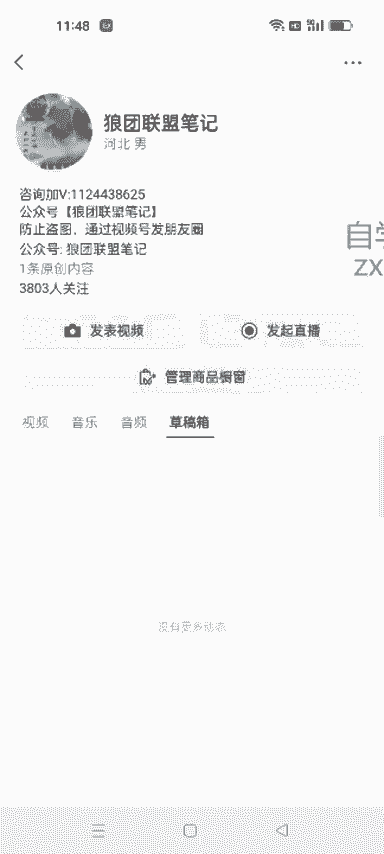 11:48
狼团联盟笔记
河北 男
咨询加V:1124438625
公众号【狼团联盟笔记】
防止盗图，通过视频号发朋友圈
公众号: 狼团联盟笔记
1条原创内容
3803人关注
自学
ZX
发表视频
发起直播
管理商品橱窗
视频
音乐
音频
草稿箱
没有更多动态